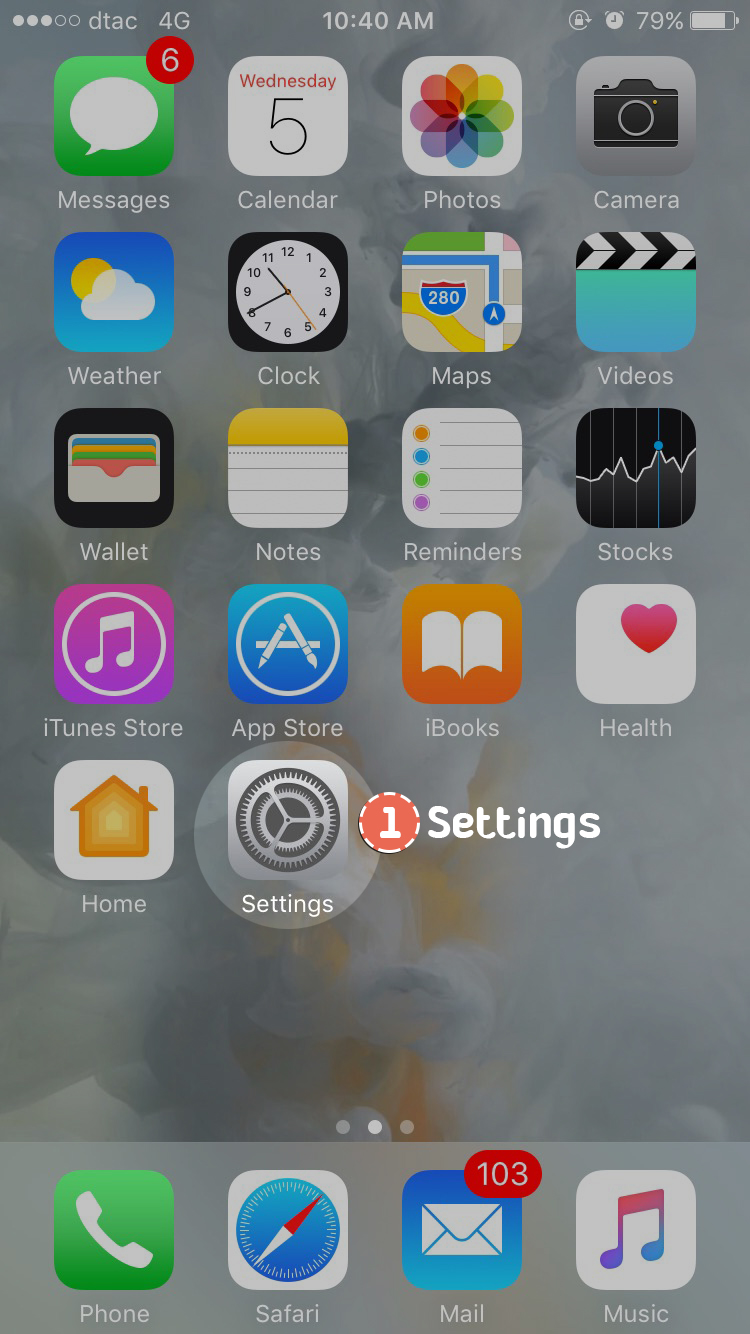 dtac 4G 10:40 AM 79%
6
Wednesday
5
Messages Calendar Photos Camera
12
11 1
10 2
9 3
8 4
7 5
6
280
Weather Clock Maps Videos
Wallet Notes Reminders Stocks
iTunes Store App Store iBooks Health
1 Settings
Home Settings
103
Phone Safari Mail Music